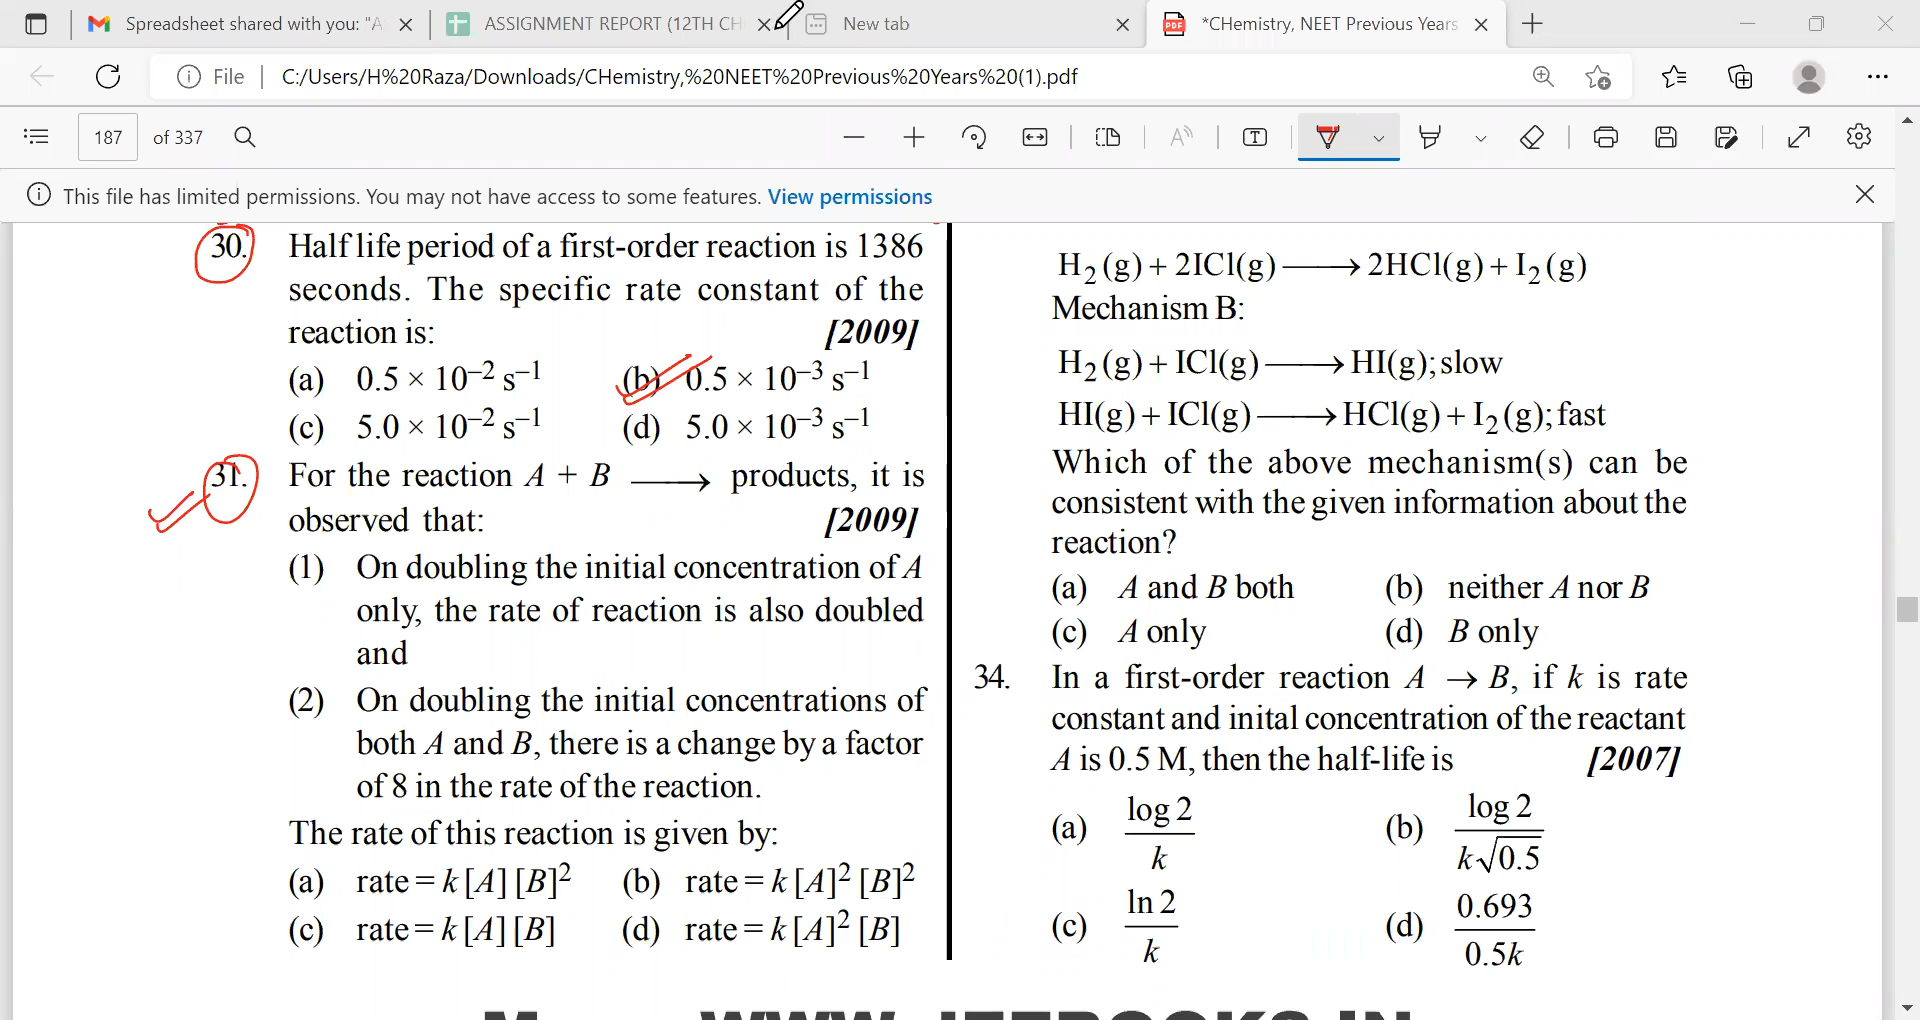 Spreadsheet shared with you: "A
ASSIGNMENT REPORT (12TH CH
New tab
*CHemistry, NEET Previous Years
File
C:/Users/H%20Raza/Downloads/CHemistry,%20NEET%20Previous%20Years%20(1).pdf
187 of 337
This file has limited permissions. You may not have access to some features. View permissions
30. Half life period of a first-order reaction is 1386
seconds. The specific rate constant of the
reaction is: [2009]
(a) 0.5 × 10⁻² s⁻¹ (b) 0.5 × 10⁻³ s⁻¹
(c) 5.0 × 10⁻² s⁻¹ (d) 5.0 × 10⁻³ s⁻¹
31. For the reaction A + B ⟶ products, it is
observed that: [2009]
(1) On doubling the initial concentration of A
only, the rate of reaction is also doubled
and
(2) On doubling the initial concentrations of
both A and B, there is a change by a factor
of 8 in the rate of the reaction.
The rate of this reaction is given by:
(a) rate = k [A] [B]² (b) rate = k [A]² [B]²
(c) rate = k [A] [B] (d) rate = k [A]² [B]
H₂ (g) + 2ICl(g) ⟶ 2HCl(g) + I₂ (g)
Mechanism B:
H₂ (g) + ICl(g) ⟶ HI(g); slow
HI(g) + ICl(g) ⟶ HCl(g) + I₂ (g); fast
Which of the above mechanism(s) can be
consistent with the given information about the
reaction?
(a) A and B both (b) neither A nor B
(c) A only (d) B only
34. In a first-order reaction A → B, if k is rate
constant and inital concentration of the reactant
A is 0.5 M, then the half-life is [2007]
(a) log 2 / k (b) log 2 / k√0.5
(c) ln 2 / k (d) 0.693 / 0.5k
WWW.JEEBOOKS.IN